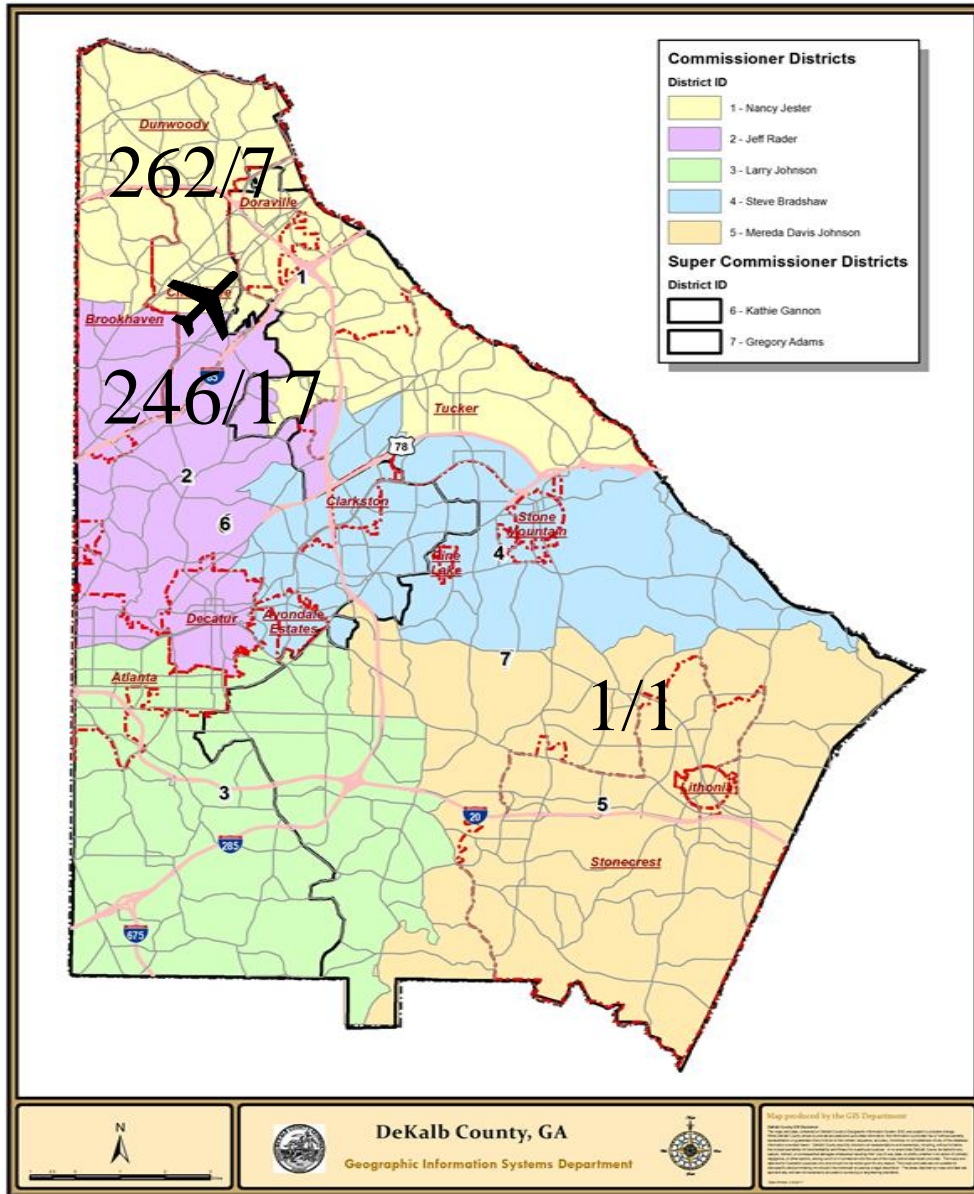 Commissioner Districts
District ID
1 - Nancy Jester
2 - Jeff Rader
3 - Larry Johnson
4 - Steve Bradshaw
5 - Mereda Davis Johnson
Super Commissioner Districts
District ID
6 - Kathie Gannon
7 - Gregory Adams
Dunwoody
262/7
Doraville
1
Brookhaven
85
246/17
Tucker
78
2
Clarkston
6
Stone
Mountain
4
Lake
Decatur
Avondale
Estates
7
Atlanta
1/1
3
5
20
285
Stonecrest
675
N
DeKalb County, GA
Geographic Information Systems Department
Map produced by the GIS Department